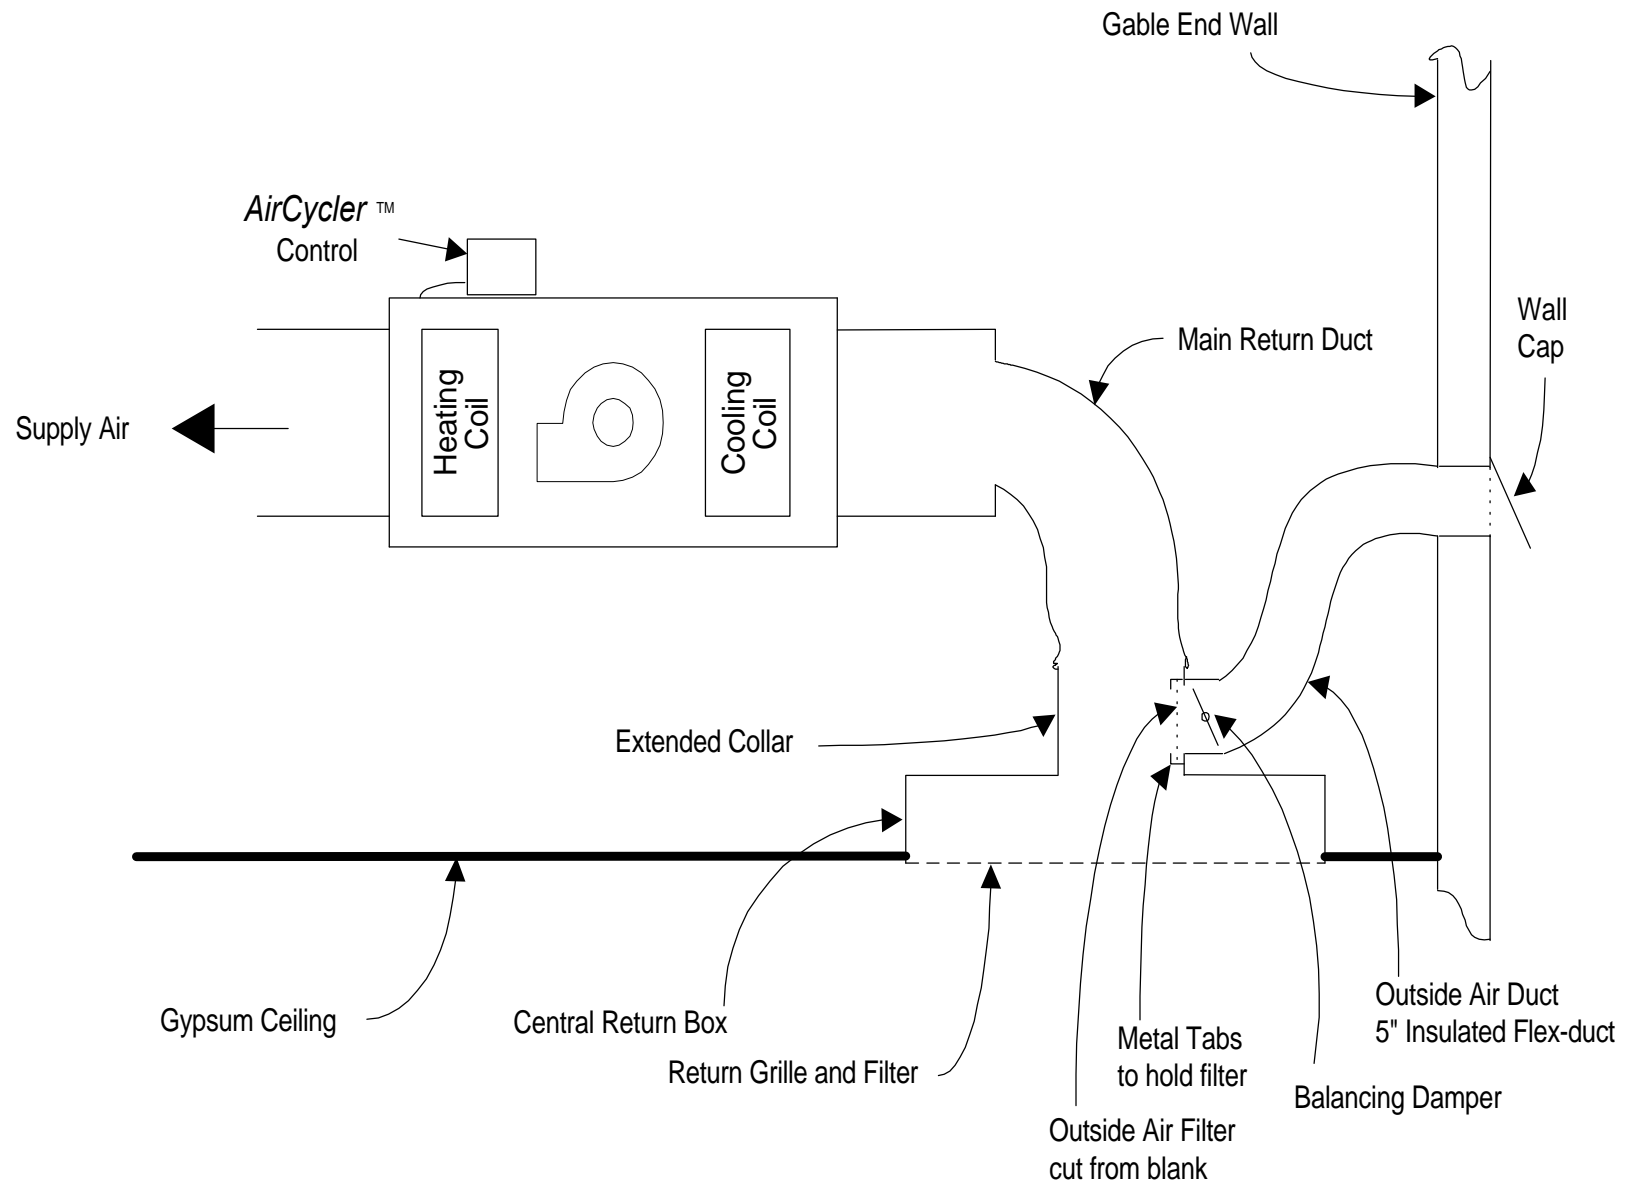 Gable End Wall
AirCycler ™
Control
Wall
Cap
Main Return Duct
Supply Air
Heating
Coil
Cooling
Coil
Extended Collar
Gypsum Ceiling
Central Return Box
Return Grille and Filter
Metal Tabs
to hold filter
Outside Air Duct
5" Insulated Flex-duct
Balancing Damper
Outside Air Filter
cut from blank